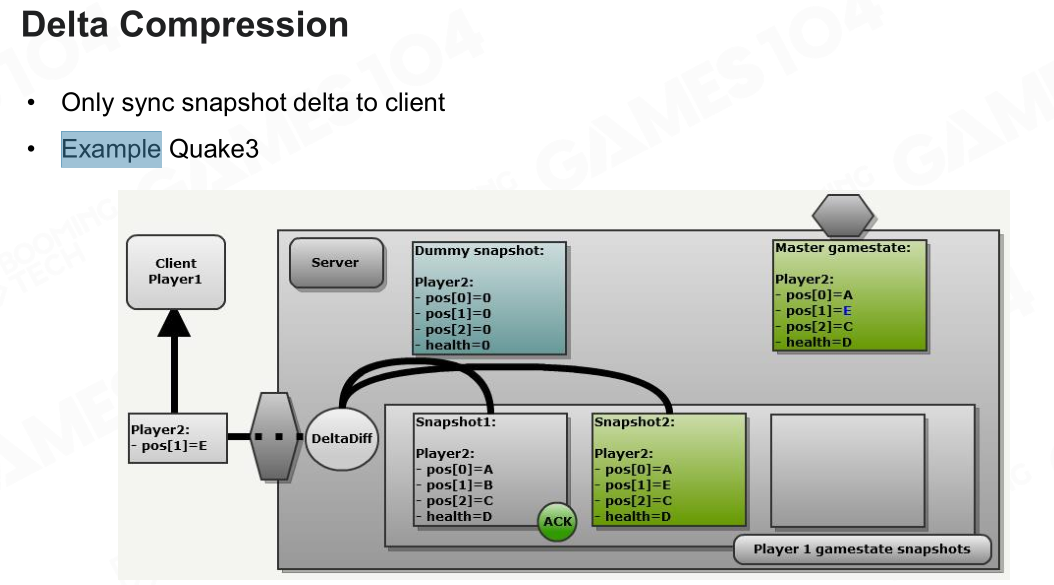 Delta Compression
• Only sync snapshot delta to client
• Example Quake3
Client
Player1
Server
Dummy snapshot:
Player2:
- pos[0]=0
- pos[1]=0
- pos[2]=0
- health=0
Master gamestate:
Player2:
- pos[0]=A
- pos[1]=E
- pos[2]=C
- health=D
Player2:
- pos[1]=E
DeltaDiff
Snapshot1:
Player2:
- pos[0]=A
- pos[1]=B
- pos[2]=C
- health=D
ACK
Snapshot2:
Player2:
- pos[0]=A
- pos[1]=E
- pos[2]=C
- health=D
Player 1 gamestate snapshots
GAMES104
GAMES104
BOOMING
TECH